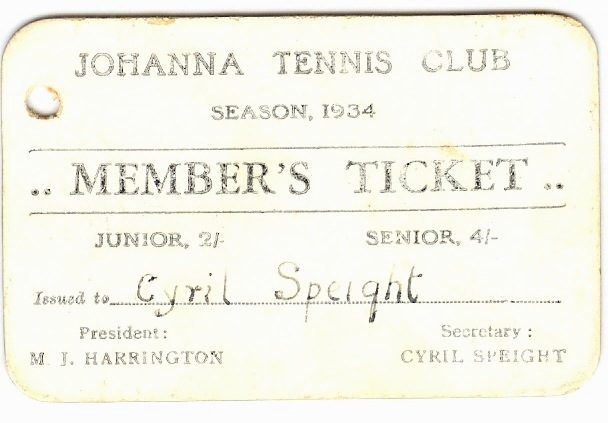 JOHANNA TENNIS CLUB
SEASON, 1934
.. MEMBER'S TICKET ..
JUNIOR, 2/- SENIOR, 4/-
Issued to Cyril Speight
President: Secretary:
M. J. HARRINGTON CYRIL SPEIGHT